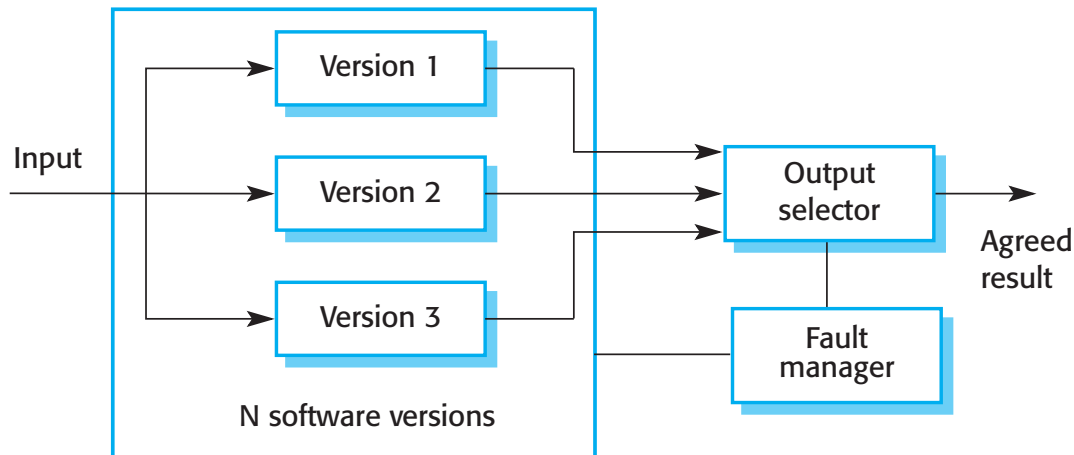 Version 1
Input
Version 2
Output
selector
Agreed
result
Version 3
Fault
manager
N software versions